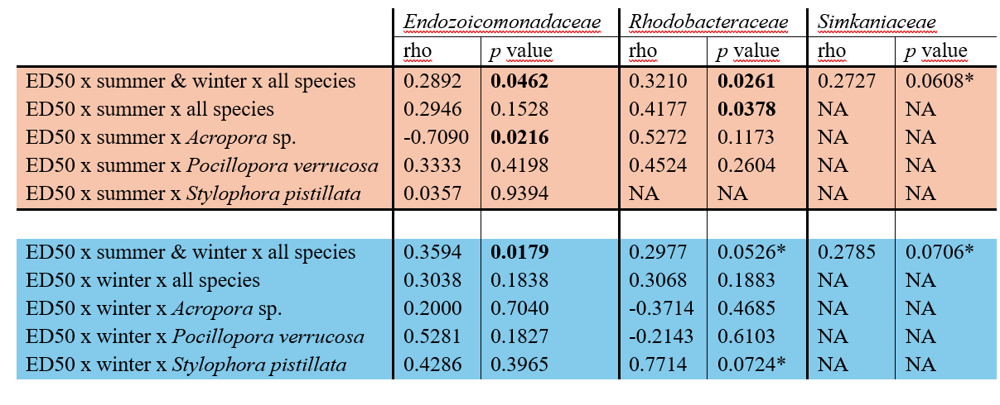 Endozoicomonadaceae Rhodobacteraceae Simkaniaceae
rho p value rho p value rho p value
ED50 x summer & winter x all species 0.2892 0.0462 0.3210 0.0261 0.2727 0.0608*
ED50 x summer x all species 0.2946 0.1528 0.4177 0.0378 NA NA
ED50 x summer x Acropora sp. -0.7090 0.0216 0.5272 0.1173 NA NA
ED50 x summer x Pocillopora verrucosa 0.3333 0.4198 0.4524 0.2604 NA NA
ED50 x summer x Stylophora pistillata 0.0357 0.9394 NA NA NA NA
ED50 x summer & winter x all species 0.3594 0.0179 0.2977 0.0526* 0.2785 0.0706*
ED50 x winter x all species 0.3038 0.1838 0.3068 0.1883 NA NA
ED50 x winter x Acropora sp. 0.2000 0.7040 -0.3714 0.4685 NA NA
ED50 x winter x Pocillopora verrucosa 0.5281 0.1827 -0.2143 0.6103 NA NA
ED50 x winter x Stylophora pistillata 0.4286 0.3965 0.7714 0.0724* NA NA